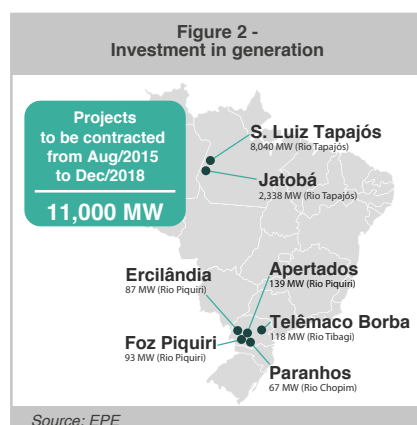 Figure 2 -
Investment in generation
Projects
to be contracted
from Aug/2015
to Dec/2018
11,000 MW
S. Luiz Tapajós
8,040 MW (Rio Tapajós)
Jatobá
2,338 MW (Rio Tapajós)
Ercilândia
87 MW (Rio Piquiri)
Apertados
139 MW (Rio Piquiri)
Telêmaco Borba
118 MW (Rio Tibagi)
Foz Piquiri
93 MW (Rio Piquiri)
Paranhos
67 MW (Rio Chopim)
Source: EPE